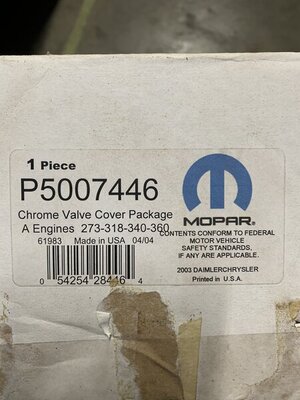 1 Piece
P5007446
Chrome Valve Cover Package
A Engines 273-318-340-360
61983 Made in USA 04/04
0 54254 28446 4
MOPAR®
CONTENTS CONFORM TO FEDERAL
MOTOR VEHICLE
SAFETY STANDARDS.
IF ANY ARE APPLICABLE.
2003 DAIMLERCHRYSLER
Printed in U.S.A.